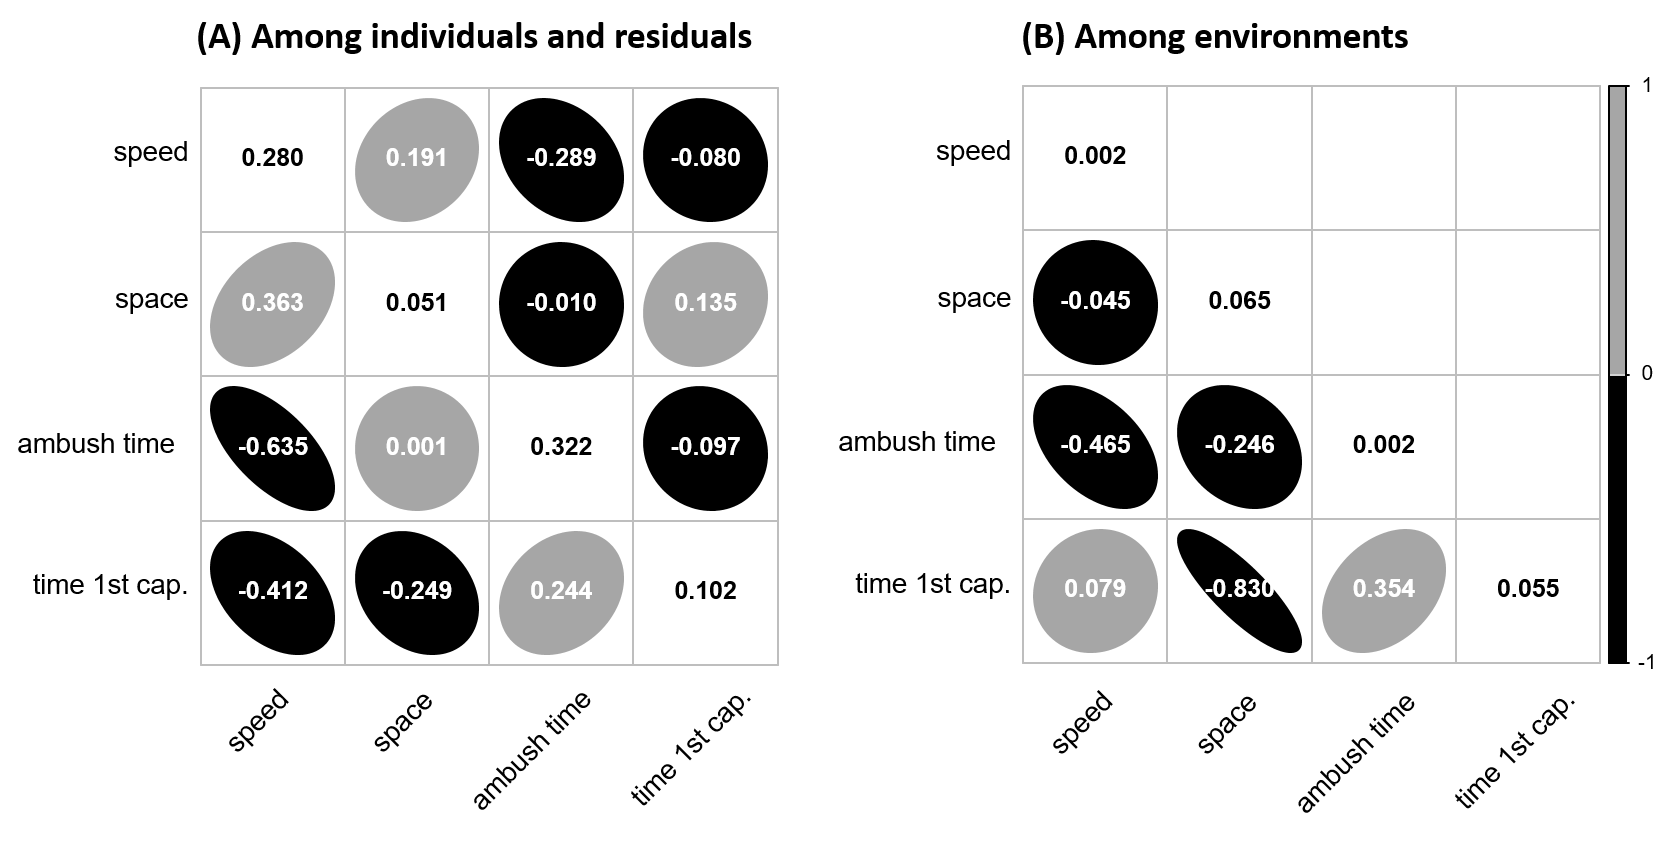 (A) Among individuals and residuals
speed 0.280 0.191 -0.289 -0.080
space 0.363 0.051 -0.010 0.135
ambush time -0.635 0.001 0.322 -0.097
time 1st cap. -0.412 -0.249 0.244 0.102
speed space ambush time time 1st cap.
(B) Among environments
speed 0.002
space -0.045 0.065
ambush time -0.465 -0.246 0.002
time 1st cap. 0.079 -0.830 0.354 0.055
speed space ambush time time 1st cap.
1
0
-1